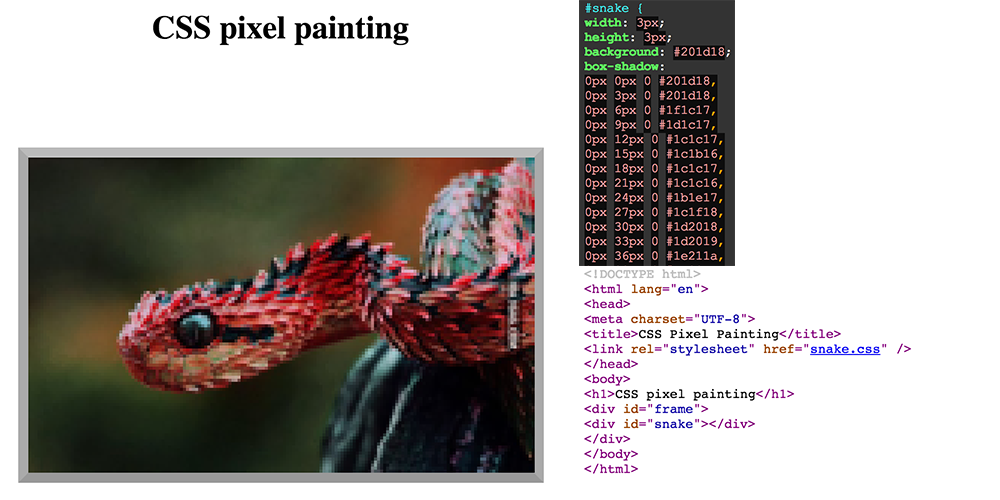 CSS pixel painting
#snake {
width: 3px;
height: 3px;
background: #201d18;
box-shadow:
0px 0px 0 #201d18,
0px 3px 0 #201d18,
0px 6px 0 #1f1c17,
0px 9px 0 #1d1c17,
0px 12px 0 #1c1c17,
0px 15px 0 #1c1b16,
0px 18px 0 #1c1c17,
0px 21px 0 #1c1c16,
0px 24px 0 #1b1e17,
0px 27px 0 #1c1f18,
0px 30px 0 #1d2018,
0px 33px 0 #1d2019,
0px 36px 0 #1e211a,
<!DOCTYPE html>
<html lang="en">
<head>
<meta charset="UTF-8">
<title>CSS Pixel Painting</title>
<link rel="stylesheet" href="snake.css" />
</head>
<body>
<h1>CSS pixel painting</h1>
<div id="frame">
<div id="snake"></div>
</div>
</body>
</html>